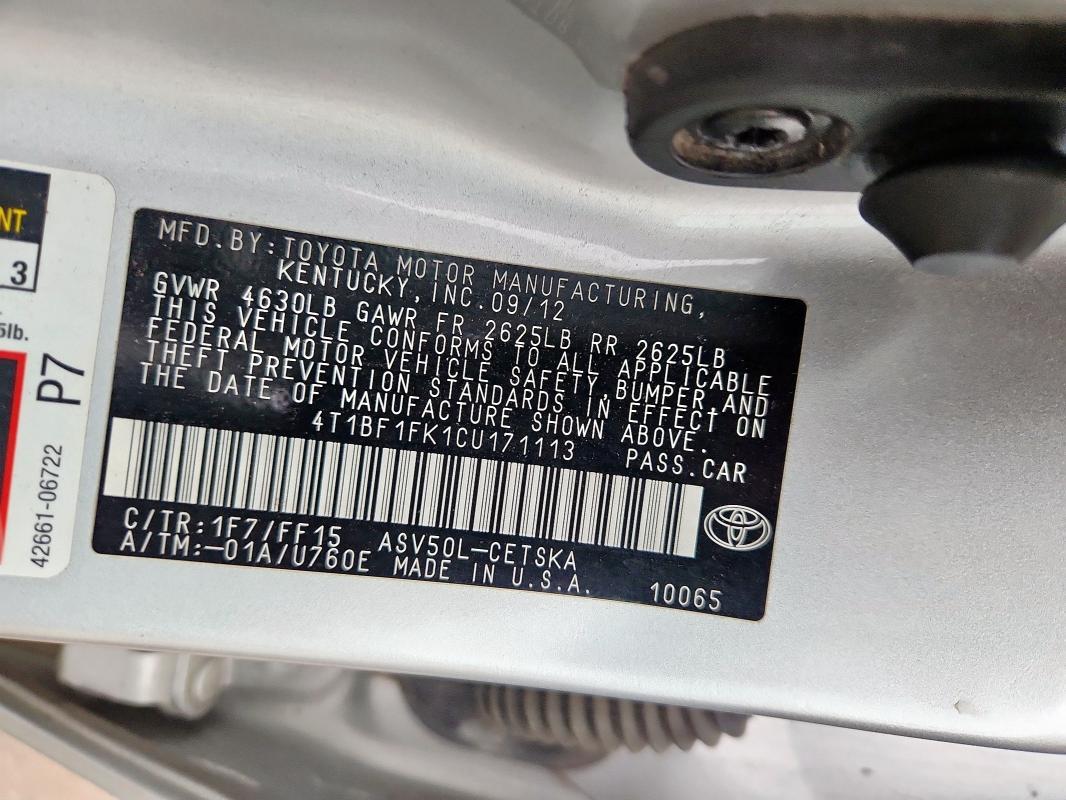 NT
3
5lb.
P7
42661-06722
MFD.BY:TOYOTA MOTOR MANUFACTURING,
KENTUCKY,INC.09/12
GVWR 4630LB GAWR FR 2625LB RR 2625LB
THIS VEHICLE CONFORMS TO ALL APPLICABLE
FEDERAL MOTOR VEHICLE SAFETY,BUMPER,AND
THEFT PREVENTION STANDARDS IN EFFECT ON
THE DATE OF MANUFACTURE SHOWN ABOVE.
4T1BF1FK1CU171113 PASS.CAR
C/TR:1F7/FF15 ASV50L-CETSKA
A/TM:-01A/U760E MADE IN U.S.A. 10065